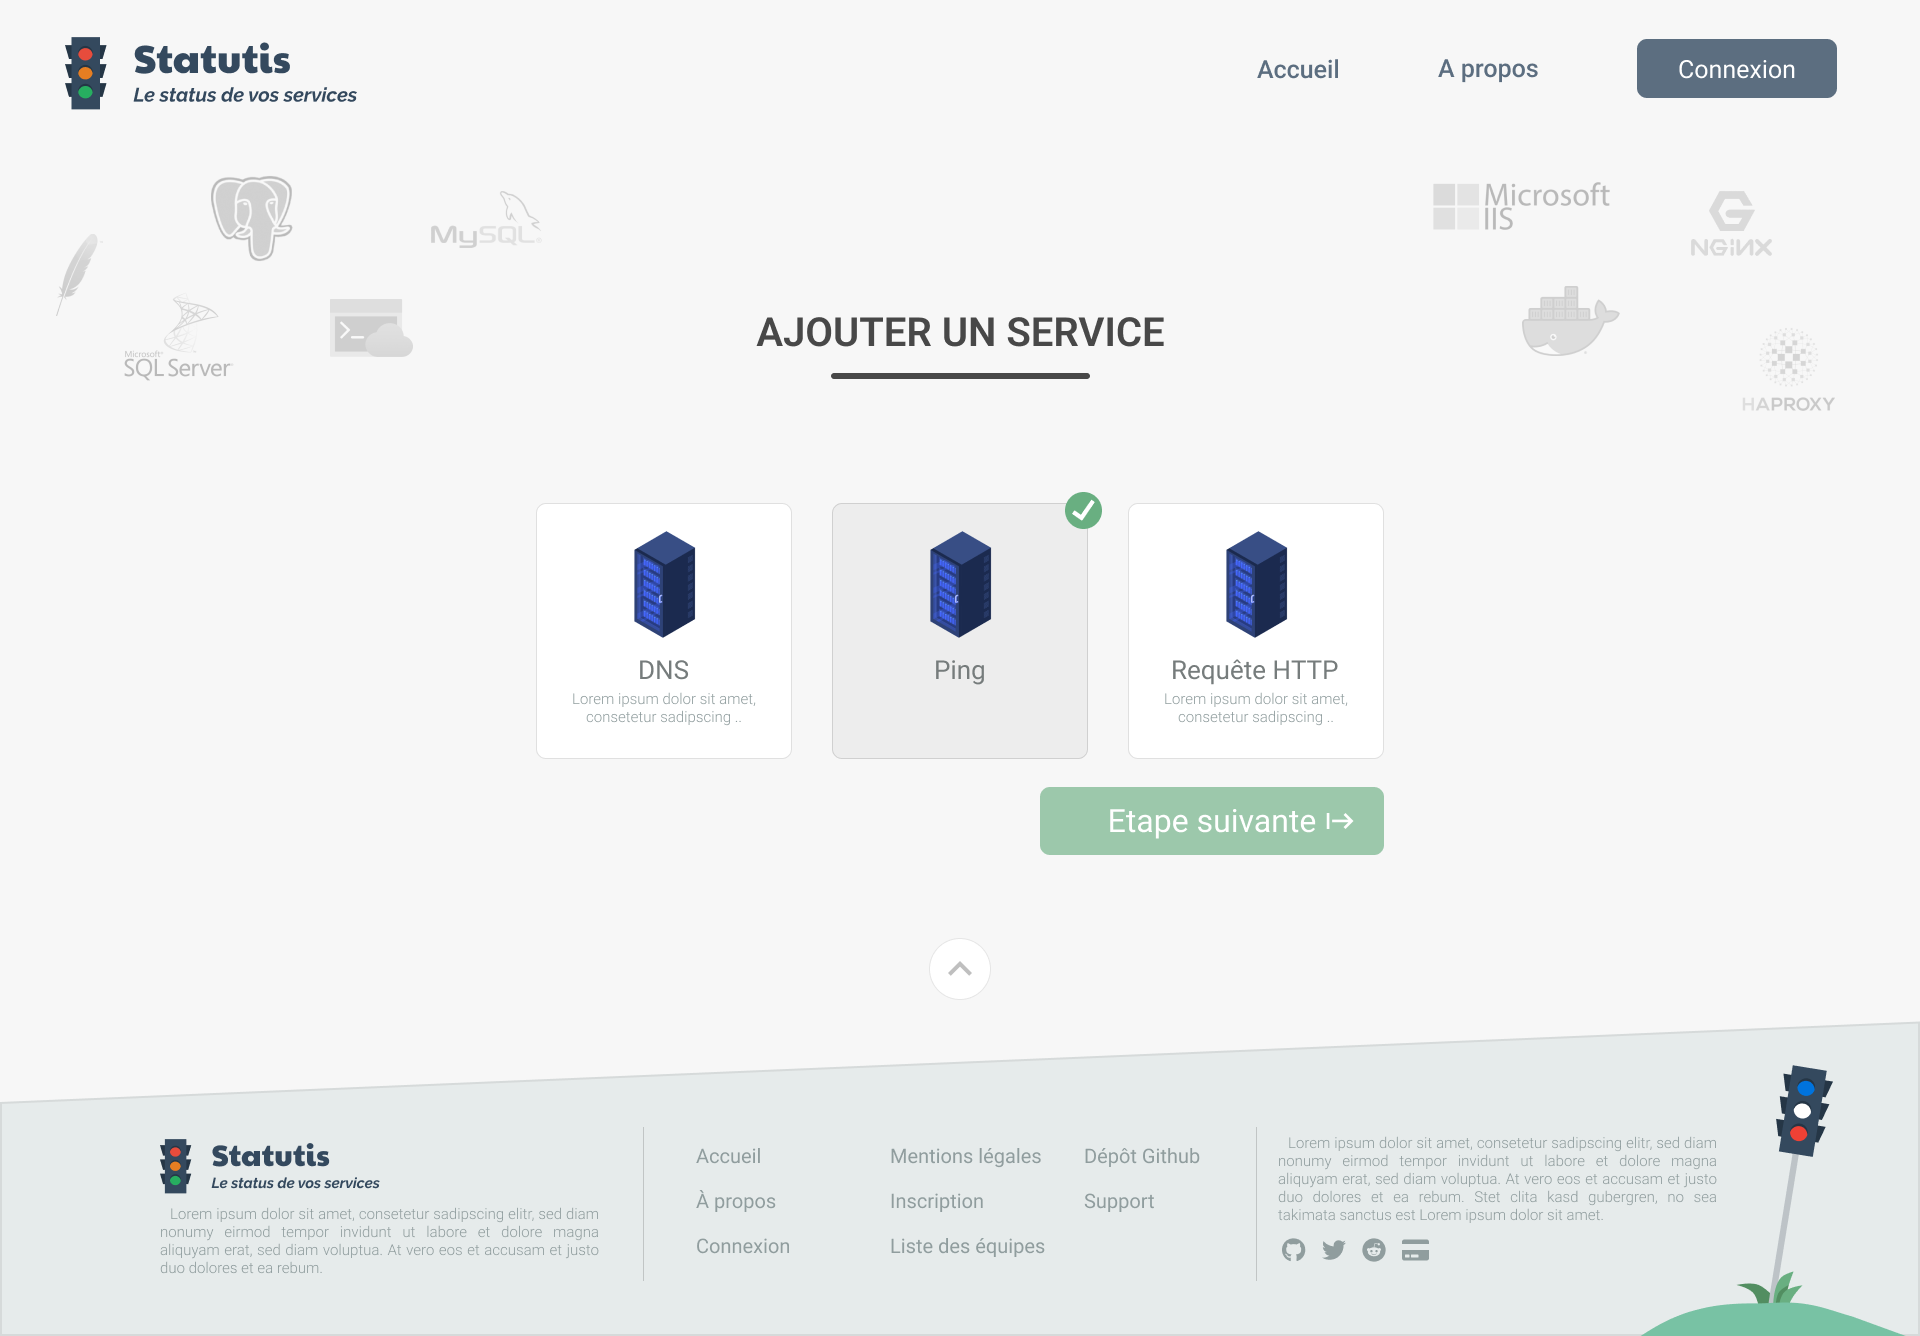 Statutis
Le status de vos services
Accueil
A propos
Connexion
MySQL
Microsoft
SQL Server
Microsoft
IIS
NGINX
HAPROXY
AJOUTER UN SERVICE
DNS
Lorem ipsum dolor sit amet,
consetetur sadipscing ..
Ping
Requête HTTP
Lorem ipsum dolor sit amet,
consetetur sadipscing ..
Etape suivante
Statutis
Le status de vos services
Lorem ipsum dolor sit amet, consetetur sadipscing elitr, sed diam
nonumy eirmod tempor invidunt ut labore et dolore magna
aliquyam erat, sed diam voluptua. At vero eos et accusam et justo
duo dolores et ea rebum.
Accueil
À propos
Connexion
Mentions légales
Inscription
Liste des équipes
Dépôt Github
Support
Lorem ipsum dolor sit amet, consetetur sadipscing elitr, sed diam
nonumy eirmod tempor invidunt ut labore et dolore magna
aliquyam erat, sed diam voluptua. At vero eos et accusam et justo
duo dolores et ea rebum. Stet clita kasd gubergren, no sea
takimata sanctus est Lorem ipsum dolor sit amet.